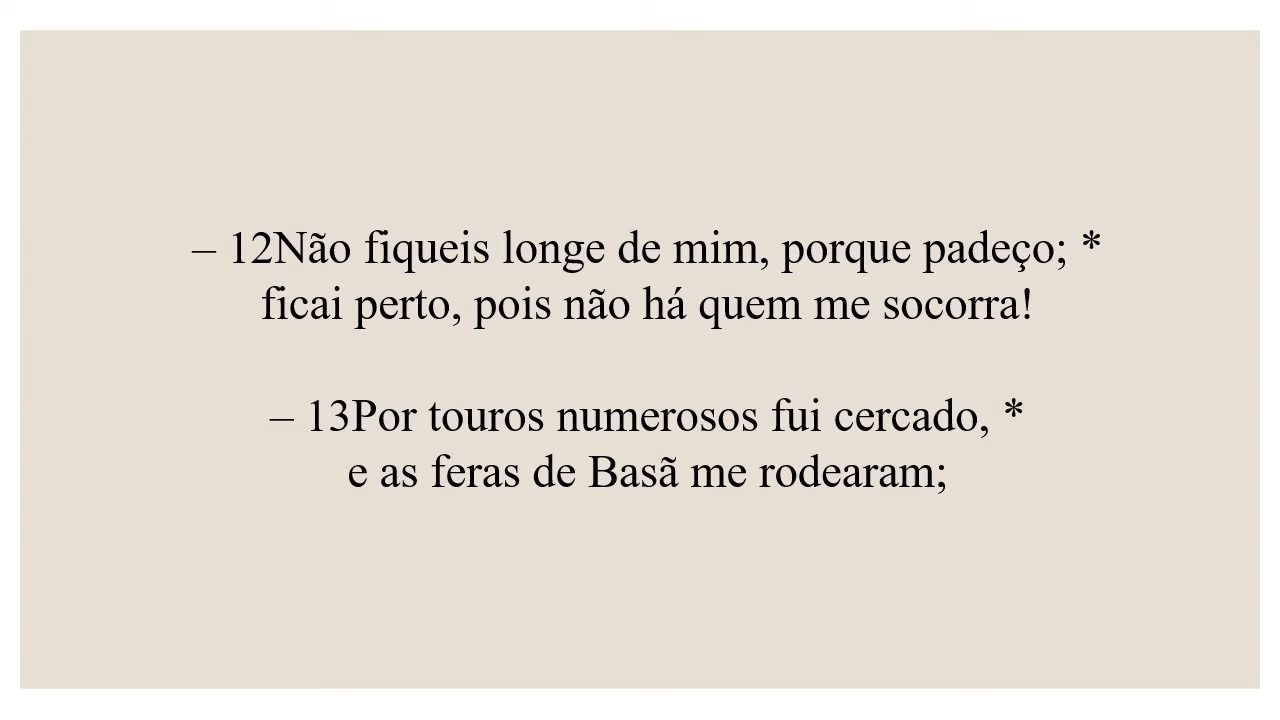 – 12Não fiqueis longe de mim, porque padeço; *
ficai perto, pois não há quem me socorra!
– 13Por touros numerosos fui cercado, *
e as feras de Basã me rodearam;